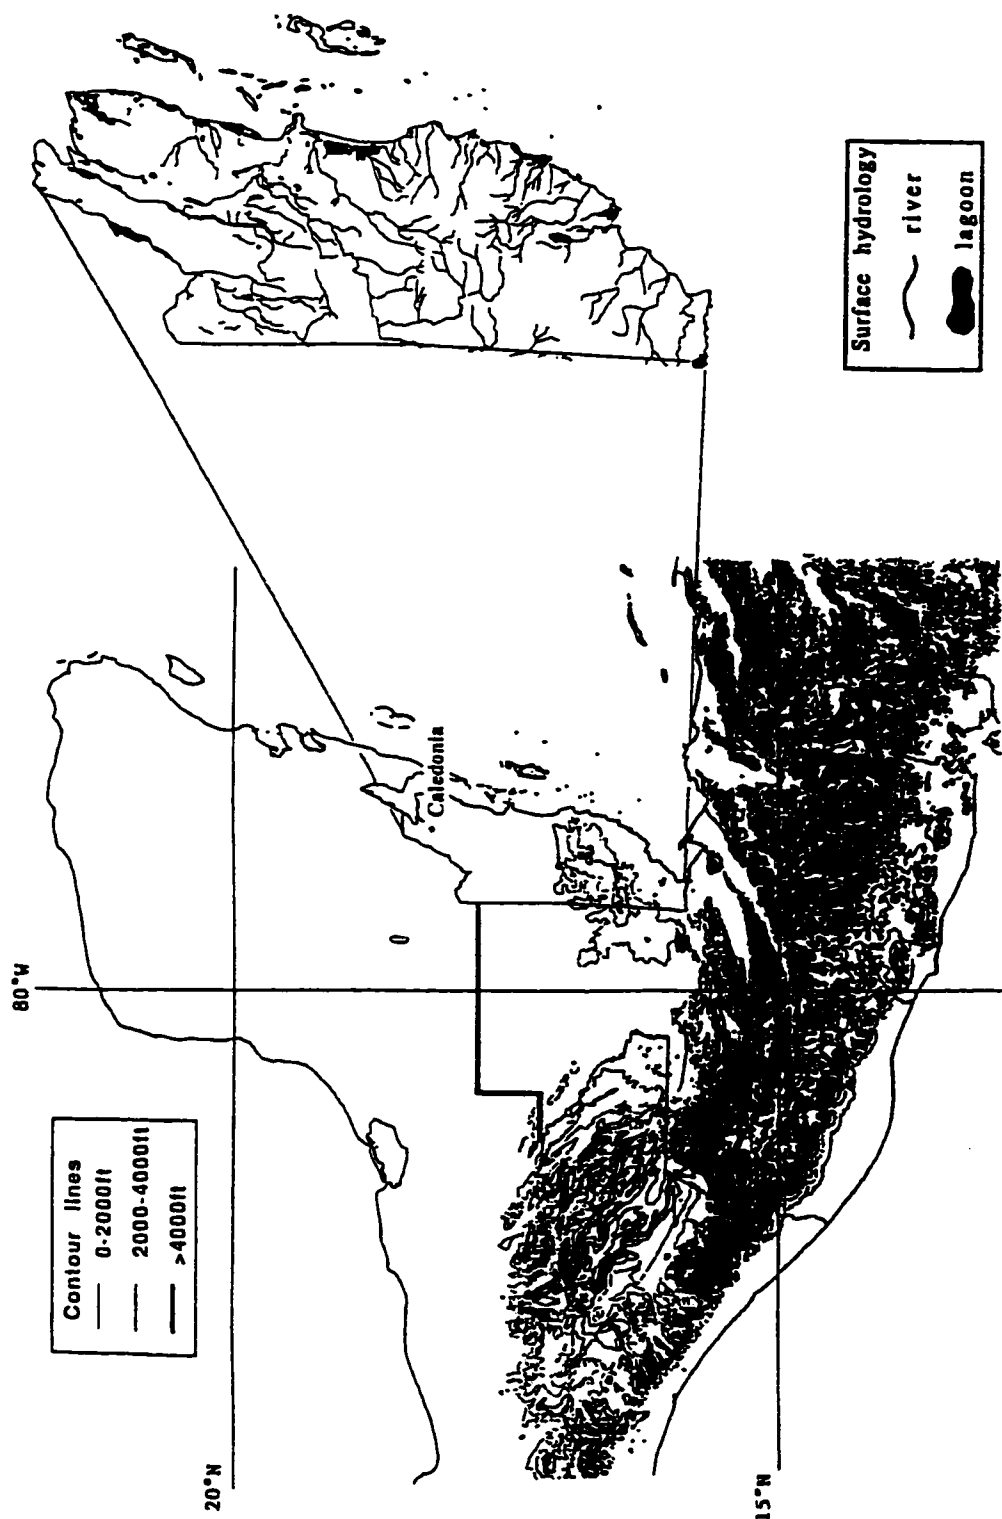 80°W
20°N
15°N
Caledonia
Contour lines
0-2000ft
2000-4000ft
>4000ft
Surface hydrology
river
lagoon